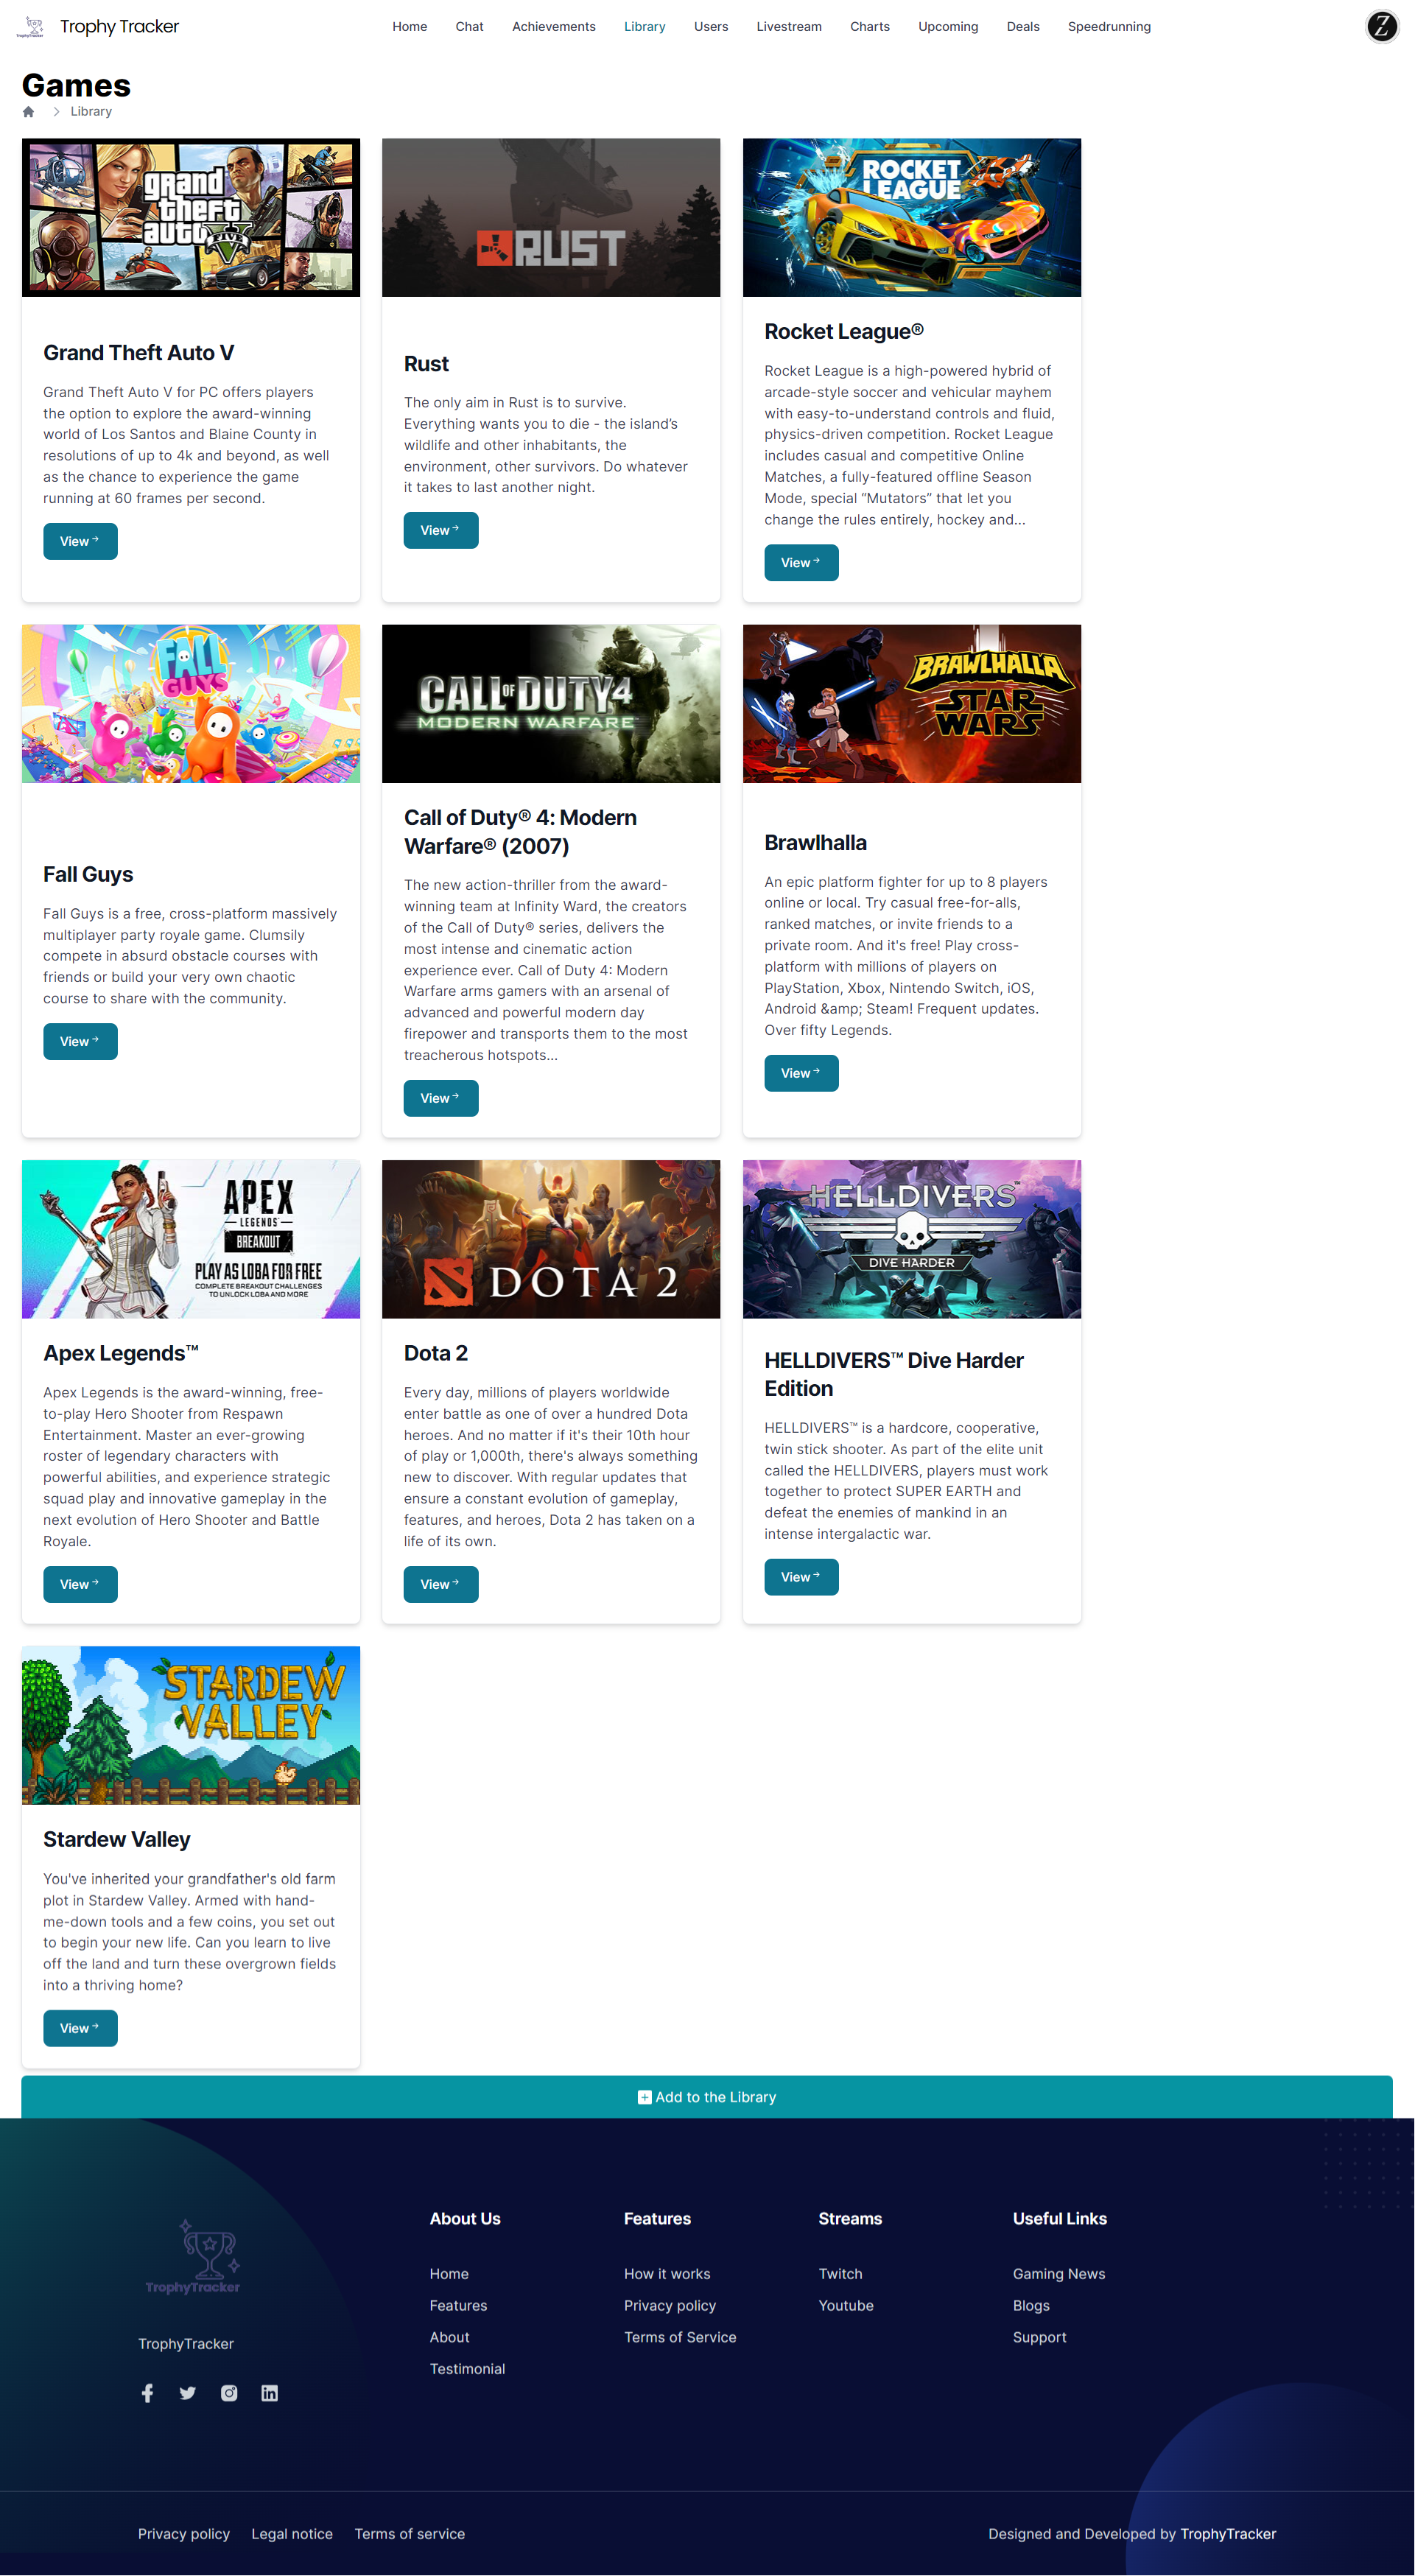 TrophyTracker
Trophy Tracker
Home
Chat
Achievements
Library
Users
Livestream
Charts
Upcoming
Deals
Speedrunning
Z
Games
Library
grand
theft
auto
FIVE
V
Grand Theft Auto V
Grand Theft Auto V for PC offers players
the option to explore the award-winning
world of Los Santos and Blaine County in
resolutions of up to 4k and beyond, as well
as the chance to experience the game
running at 60 frames per second.
View
RUST
Rust
The only aim in Rust is to survive.
Everything wants you to die - the island’s
wildlife and other inhabitants, the
environment, other survivors. Do whatever
it takes to last another night.
View
ROCKET
LEAGUE
Rocket League®
Rocket League is a high-powered hybrid of
arcade-style soccer and vehicular mayhem
with easy-to-understand controls and fluid,
physics-driven competition. Rocket League
includes casual and competitive Online
Matches, a fully-featured offline Season
Mode, special “Mutators” that let you
change the rules entirely, hockey and...
View
FALL
GUYS
Fall Guys
Fall Guys is a free, cross-platform massively
multiplayer party royale game. Clumsily
compete in absurd obstacle courses with
friends or build your very own chaotic
course to share with the community.
View
CALL OF DUTY 4
MODERN WARFARE
Call of Duty® 4: Modern
Warfare® (2007)
The new action-thriller from the award-
winning team at Infinity Ward, the creators
of the Call of Duty® series, delivers the
most intense and cinematic action
experience ever. Call of Duty 4: Modern
Warfare arms gamers with an arsenal of
advanced and powerful modern day
firepower and transports them to the most
treacherous hotspots...
View
BRAWLHALLA
STAR
WARS
Brawlhalla
An epic platform fighter for up to 8 players
online or local. Try casual free-for-alls,
ranked matches, or invite friends to a
private room. And it's free! Play cross-
platform with millions of players on
PlayStation, Xbox, Nintendo Switch, iOS,
Android &amp; Steam! Frequent updates.
Over fifty Legends.
View
APEX
LEGENDS
BREAKOUT
PLAY AS LOBA FOR FREE
COMPLETE BREAKOUT CHALLENGES
TO UNLOCK LOBA AND MORE
Apex Legends™
Apex Legends is the award-winning, free-
to-play Hero Shooter from Respawn
Entertainment. Master an ever-growing
roster of legendary characters with
powerful abilities, and experience strategic
squad play and innovative gameplay in the
next evolution of Hero Shooter and Battle
Royale.
View
DOTA 2
Dota 2
Every day, millions of players worldwide
enter battle as one of over a hundred Dota
heroes. And no matter if it's their 10th hour
of play or 1,000th, there's always something
new to discover. With regular updates that
ensure a constant evolution of gameplay,
features, and heroes, Dota 2 has taken on a
life of its own.
View
HELLDIVERS™
DIVE HARDER
HELLDIVERS™ Dive Harder
Edition
HELLDIVERS™ is a hardcore, cooperative,
twin stick shooter. As part of the elite unit
called the HELLDIVERS, players must work
together to protect SUPER EARTH and
defeat the enemies of mankind in an
intense intergalactic war.
View
STARDEW
VALLEY
Stardew Valley
You've inherited your grandfather's old farm
plot in Stardew Valley. Armed with hand-
me-down tools and a few coins, you set out
to begin your new life. Can you learn to live
off the land and turn these overgrown fields
into a thriving home?
View
Add to the Library
TrophyTracker
TrophyTracker
About Us
Home
Features
About
Testimonial
Features
How it works
Privacy policy
Terms of Service
Streams
Twitch
Youtube
Useful Links
Gaming News
Blogs
Support
Privacy policy
Legal notice
Terms of service
Designed and Developed by TrophyTracker